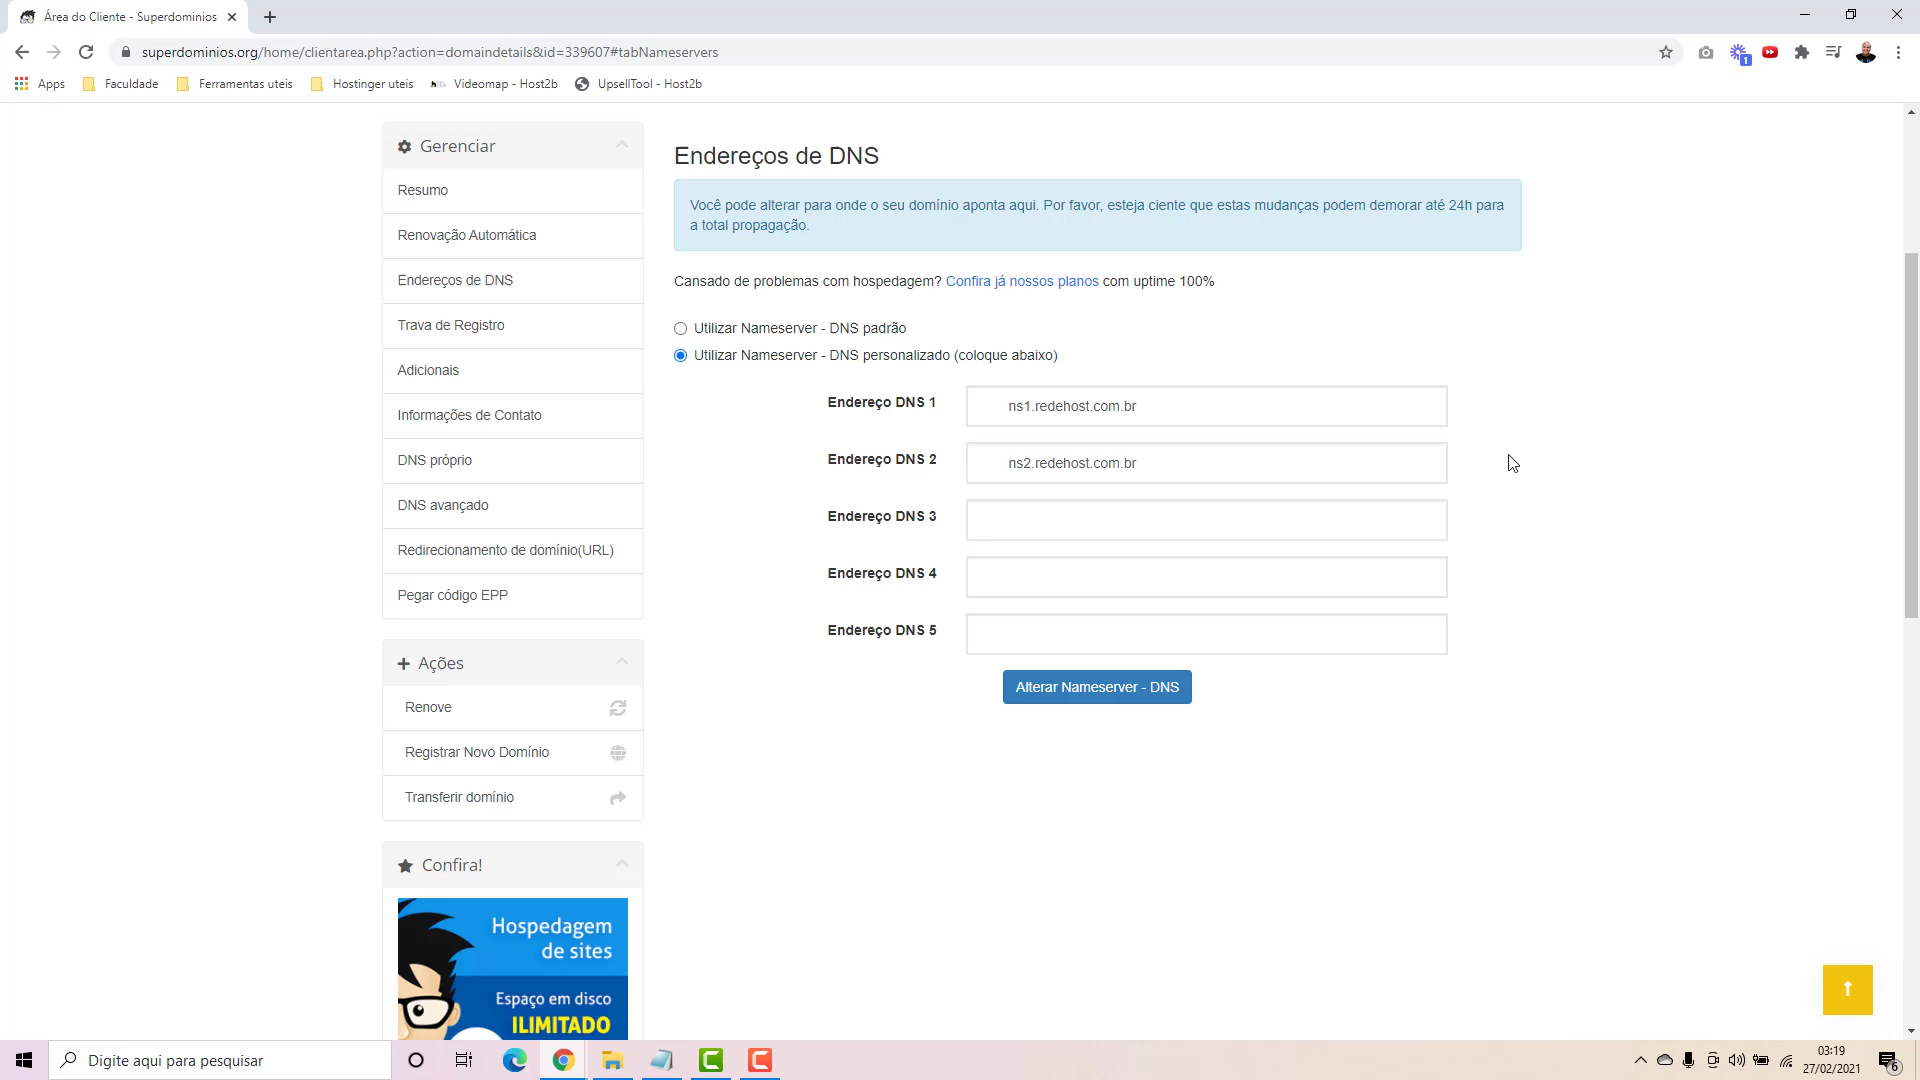 Área do Cliente - Superdominios
superdominios.org/home/clientarea.php?action=domaindetails&id=339607#tabNameservers
1
Apps
Faculdade
Ferramentas uteis
Hostinger uteis
Videomap - Host2b
UpsellTool - Host2b
Gerenciar
Resumo
Renovação Automática
Endereços de DNS
Trava de Registro
Adicionais
Informações de Contato
DNS próprio
DNS avançado
Redirecionamento de domínio(URL)
Pegar código EPP
Ações
Renove
Registrar Novo Domínio
Transferir domínio
Confira!
Hospedagem
de sites
Espaço em disco
ILIMITADO
Endereços de DNS
Você pode alterar para onde o seu domínio aponta aqui. Por favor, esteja ciente que estas mudanças podem demorar até 24h para
a total propagação.
Cansado de problemas com hospedagem? Confira já nossos planos com uptime 100%
Utilizar Nameserver - DNS padrão
Utilizar Nameserver - DNS personalizado (coloque abaixo)
Endereço DNS 1
ns1.redehost.com.br
Endereço DNS 2
ns2.redehost.com.br
Endereço DNS 3
Endereço DNS 4
Endereço DNS 5
Alterar Nameserver - DNS
Digite aqui para pesquisar
03:19
27/02/2021
6